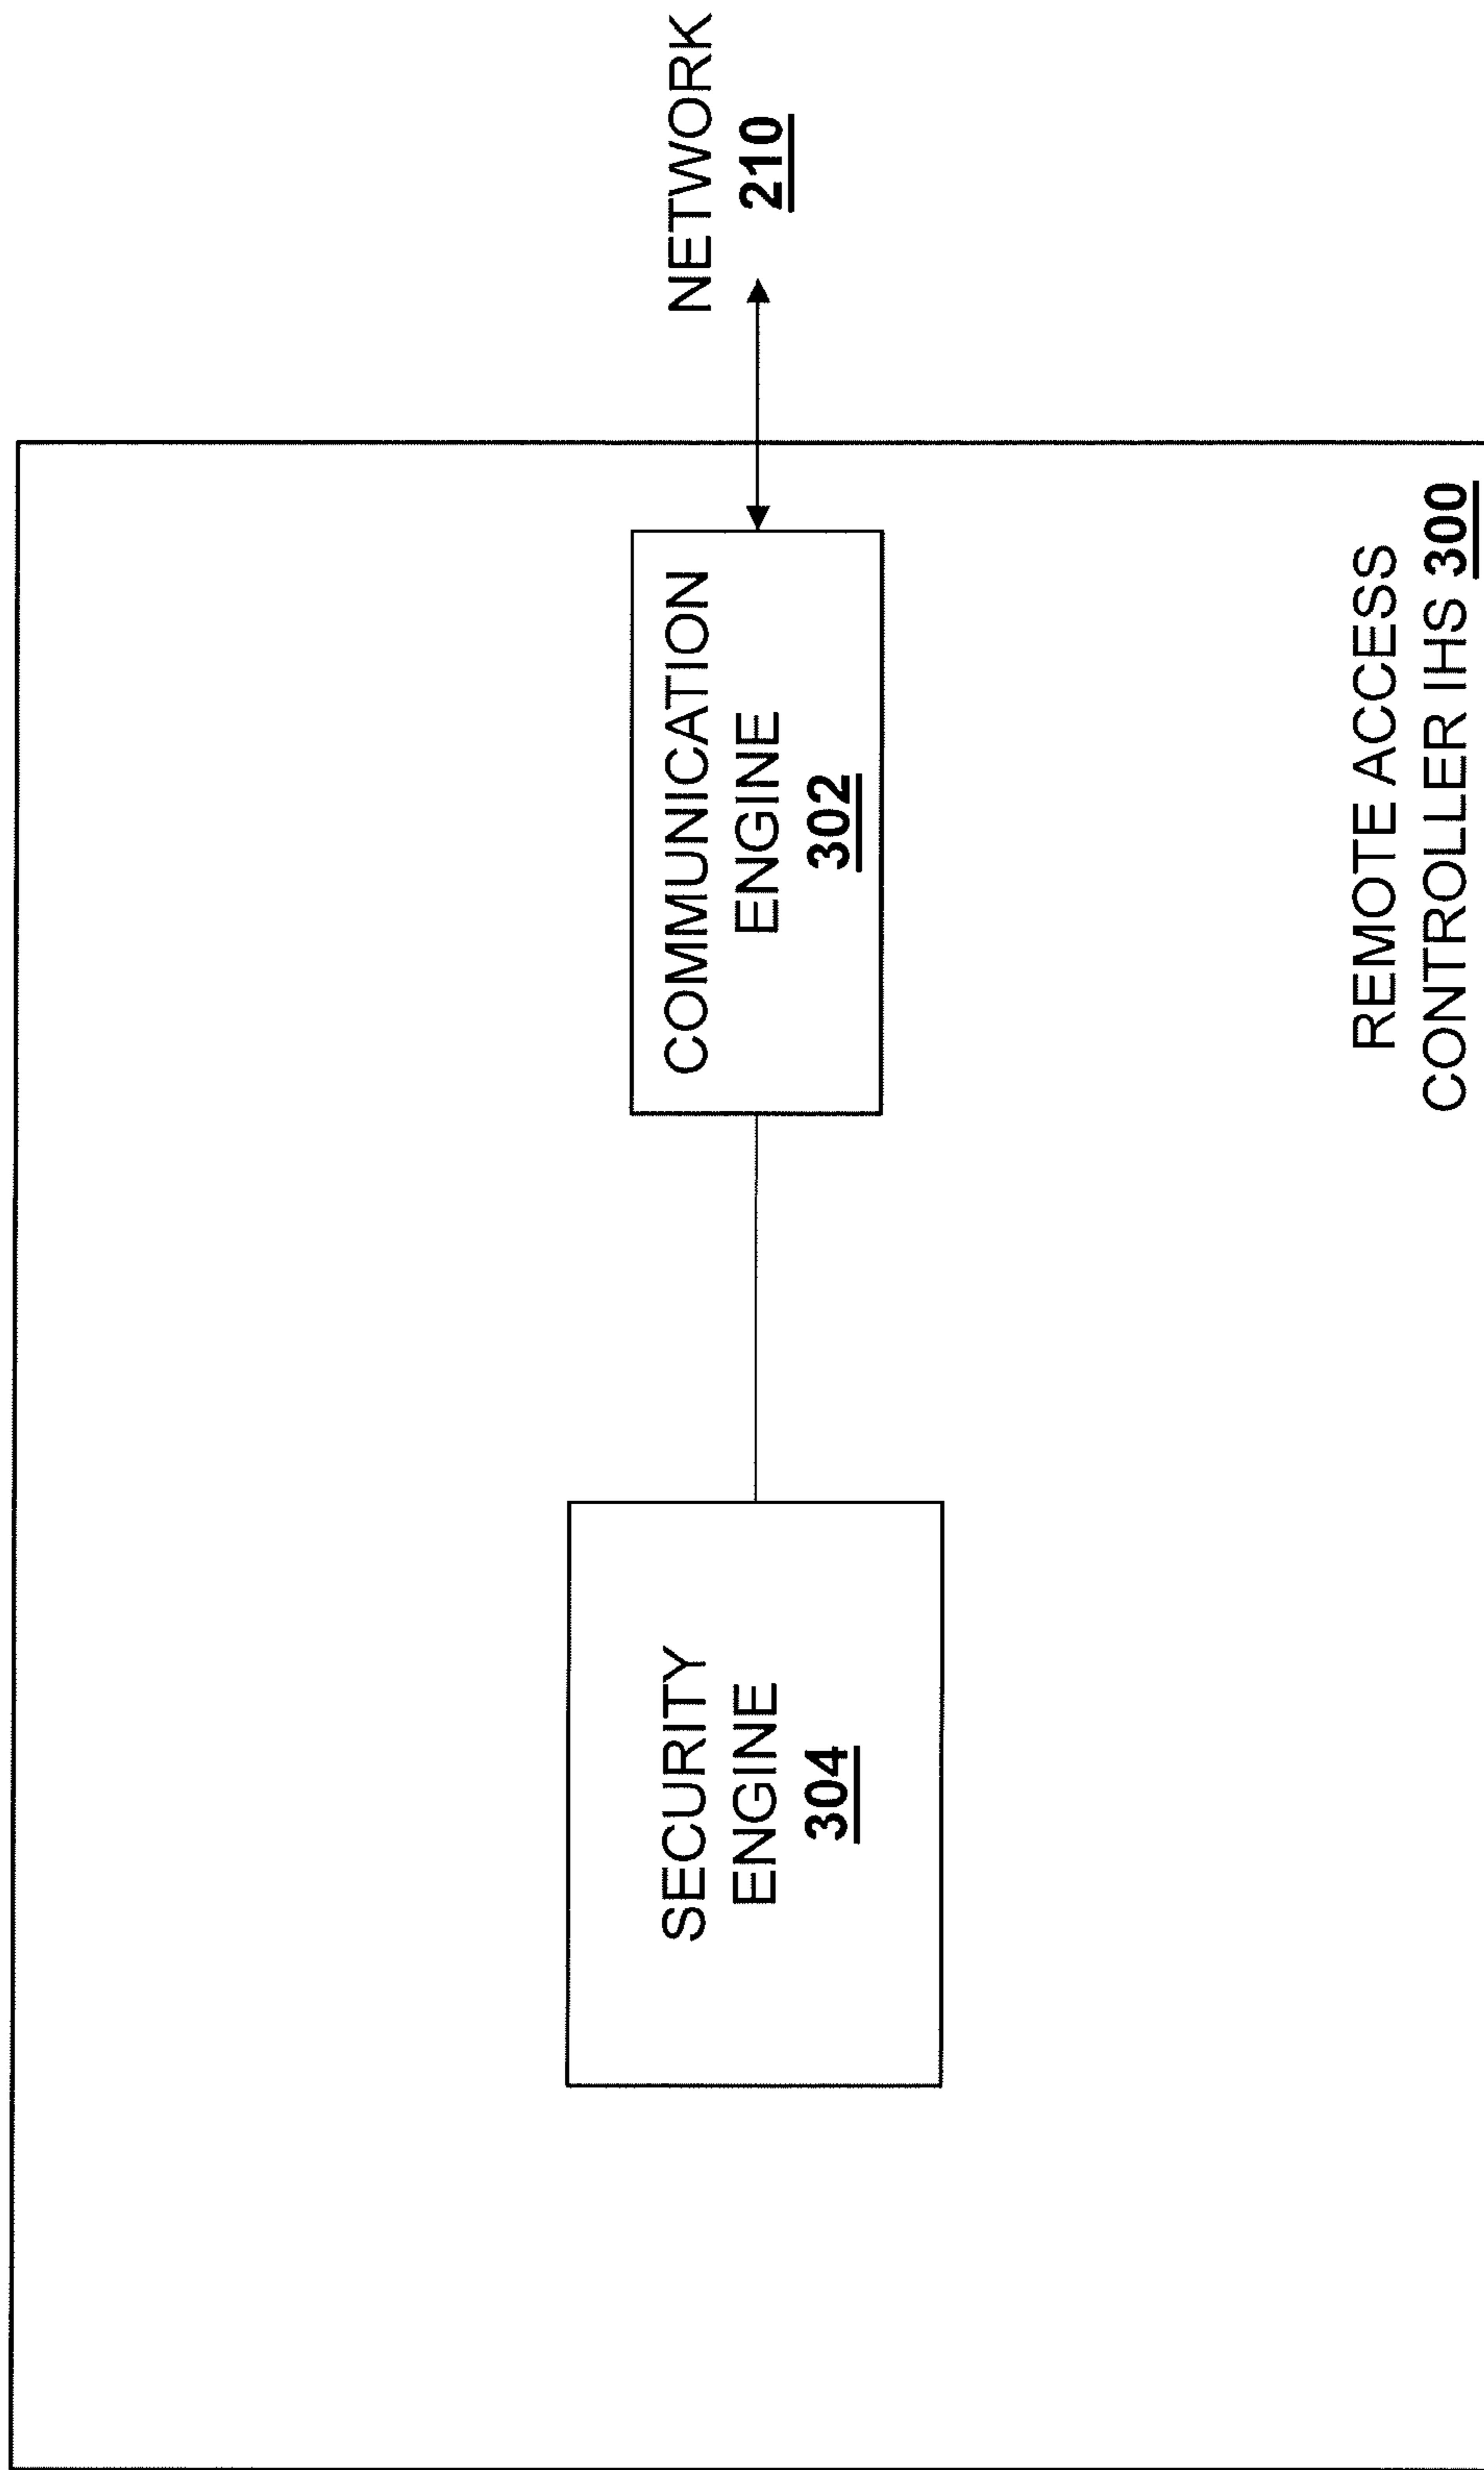 SECURITY
ENGINE
304
COMMUNICATION
ENGINE
302
NETWORK
210
REMOTE ACCESS
CONTROLLER IHS 300